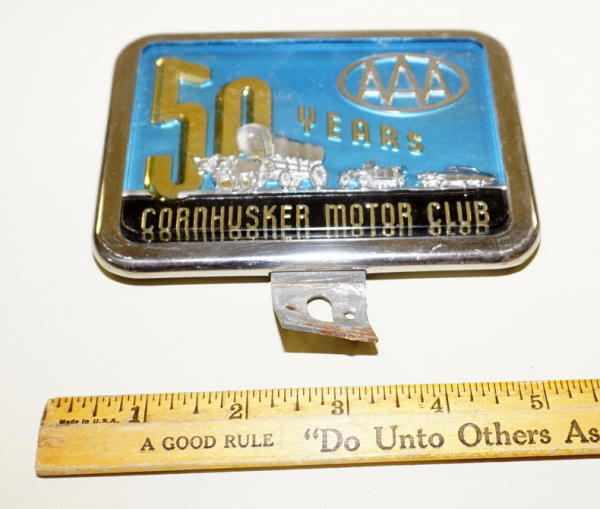 AAA
50
YEARS
CORNHUSKER MOTOR CLUB
1 2 3 4 5
Made in U.S.A.
A GOOD RULE "Do Unto Others As